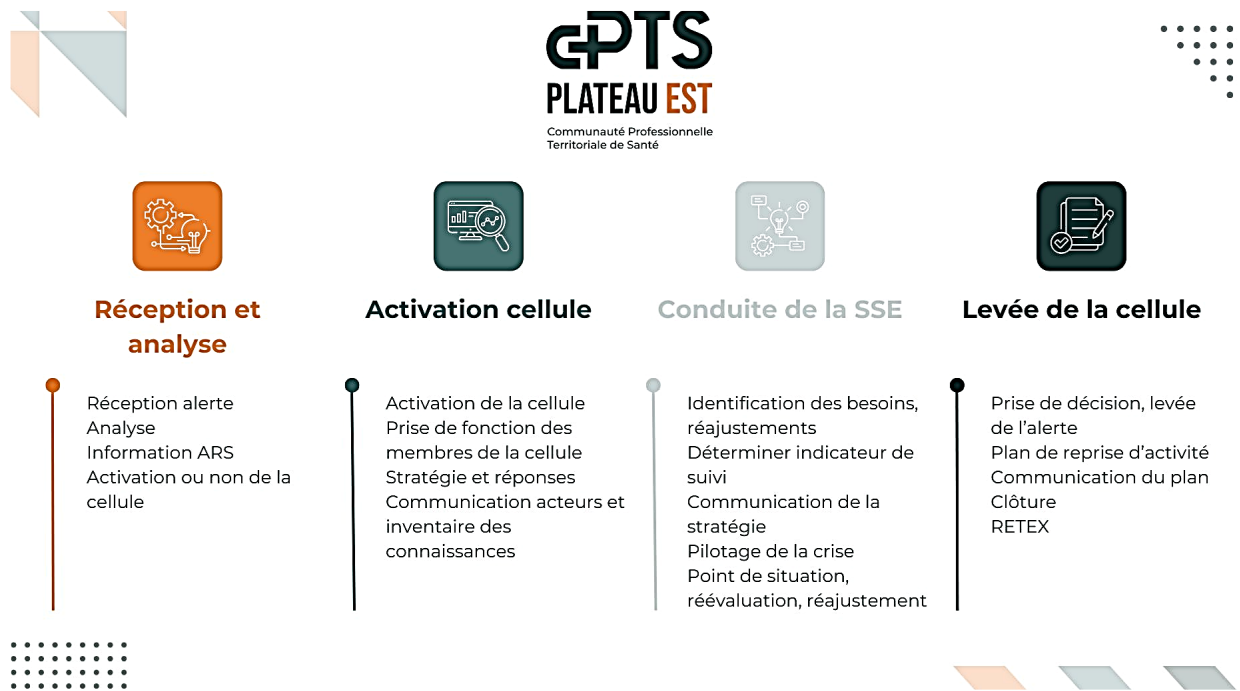 cPTS
PLATEAU EST
Communauté Professionnelle
Territoriale de Santé
Réception et
analyse
Réception alerte
Analyse
Information ARS
Activation ou non de la
cellule
Activation cellule
Activation de la cellule
Prise de fonction des
membres de la cellule
Stratégie et réponses
Communication acteurs et
inventaire des
connaissances
Conduite de la SSE
Identification des besoins,
réajustements
Déterminer indicateur de
suivi
Communication de la
stratégie
Pilotage de la crise
Point de situation,
réévaluation, réajustement
Levée de la cellule
Prise de décision, levée
de l’alerte
Plan de reprise d’activité
Communication du plan
Clôture
RETEX